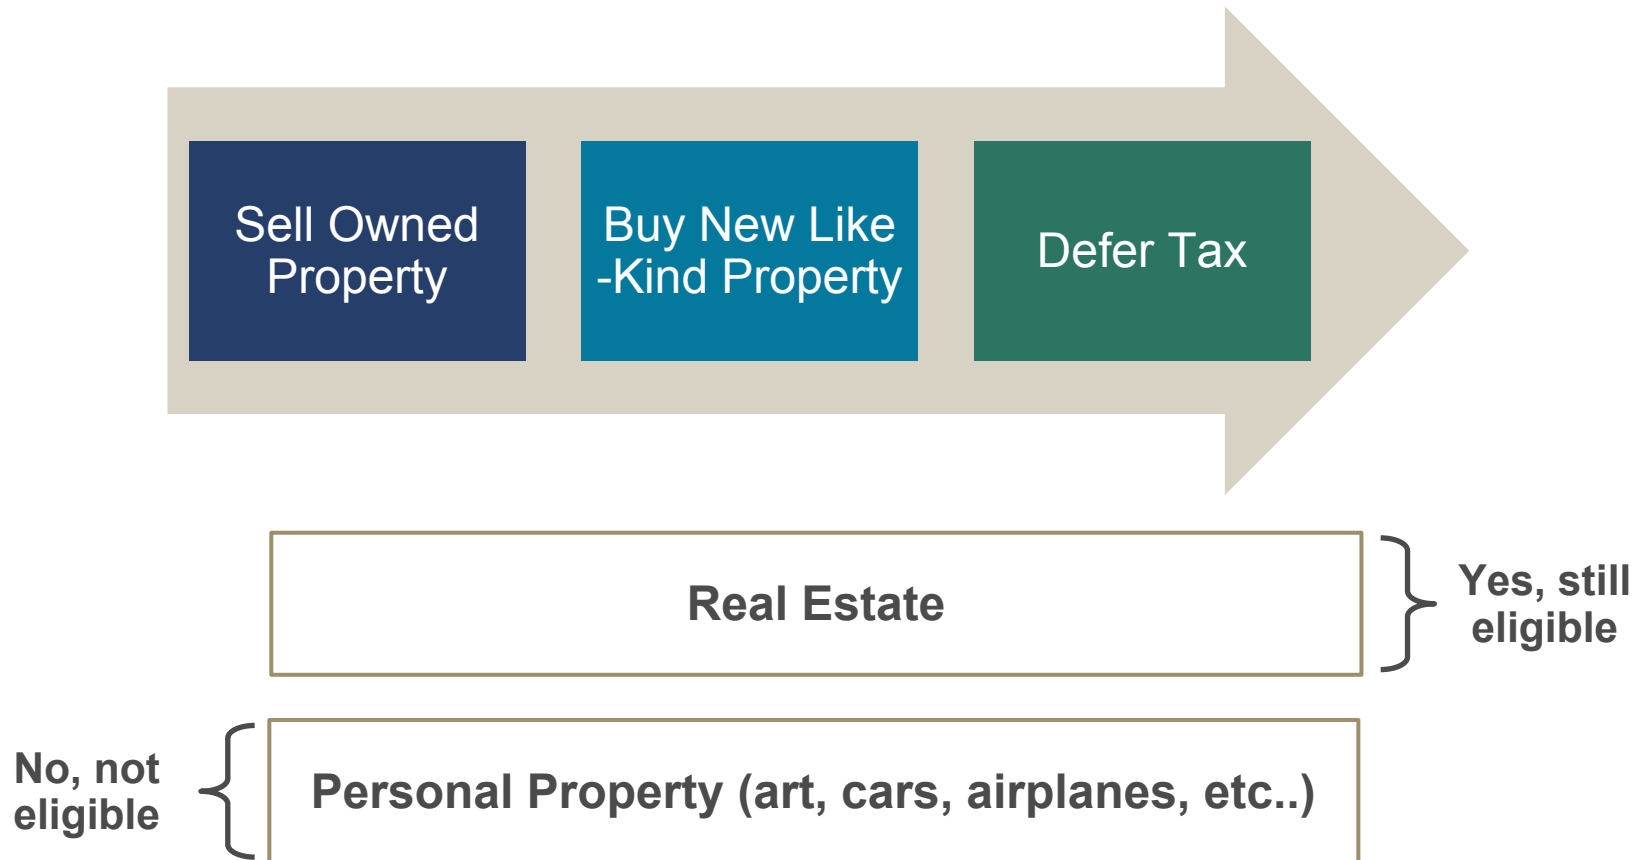 Sell Owned
Property
Buy New Like
-Kind Property
Defer Tax
Real Estate
Yes, still
eligible
No, not
eligible
Personal Property (art, cars, airplanes, etc..)